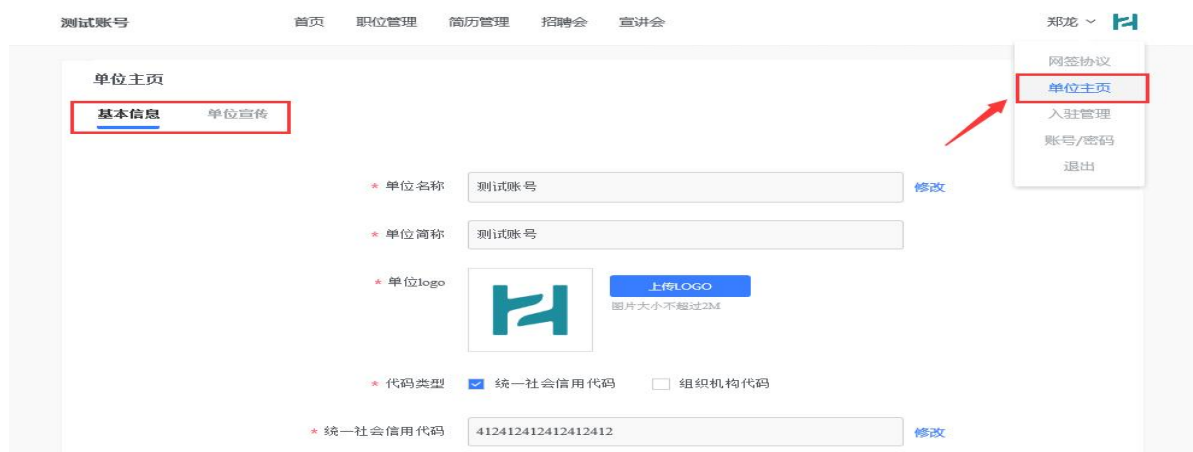 测试账号 首页 职位管理 简历管理 招聘会 宣讲会 郑龙
网签协议
单位主页
入驻管理
账号/密码
退出
单位主页
基本信息 单位宣传
* 单位名称 测试账号 修改
* 单位简称 测试账号
* 单位logo 上传LOGO
图片大小不超过2M
* 代码类型 统一社会信用代码 组织机构代码
* 统一社会信用代码 412412412412412412 修改